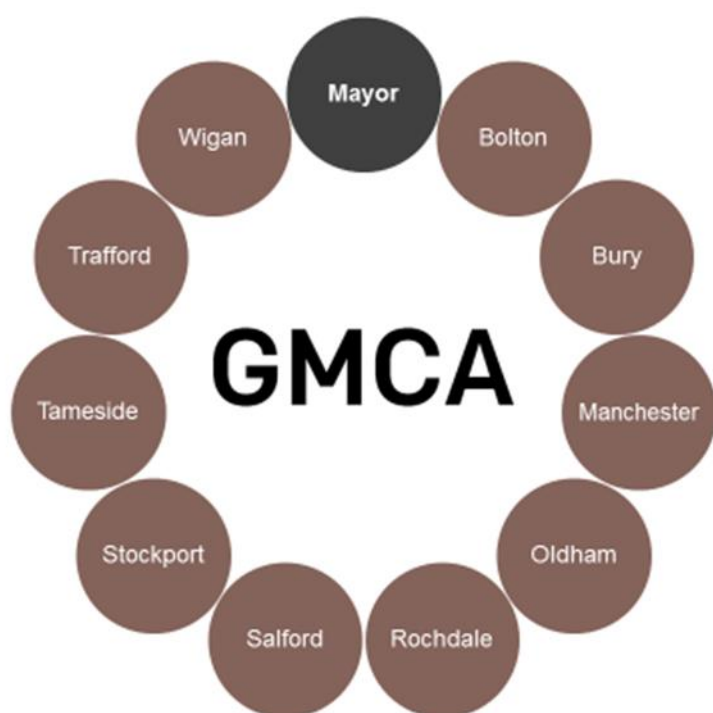 Mayor
Bolton
Bury
Manchester
Oldham
Rochdale
Salford
Stockport
Tameside
Trafford
Wigan
GMCA